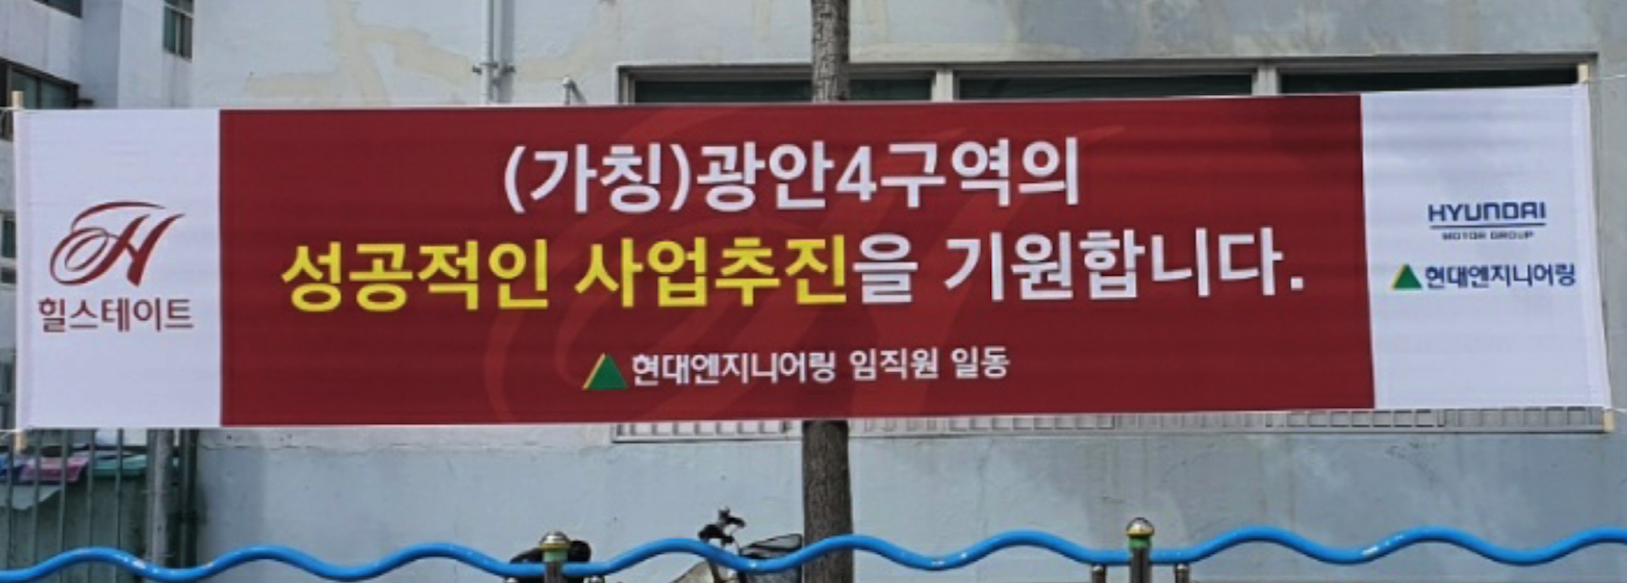 힐스테이트
(가칭)광안4구역의
성공적인 사업추진을 기원합니다.
현대엔지니어링 임직원 일동
HYUNDAI
MOTOR GROUP
현대엔지니어링